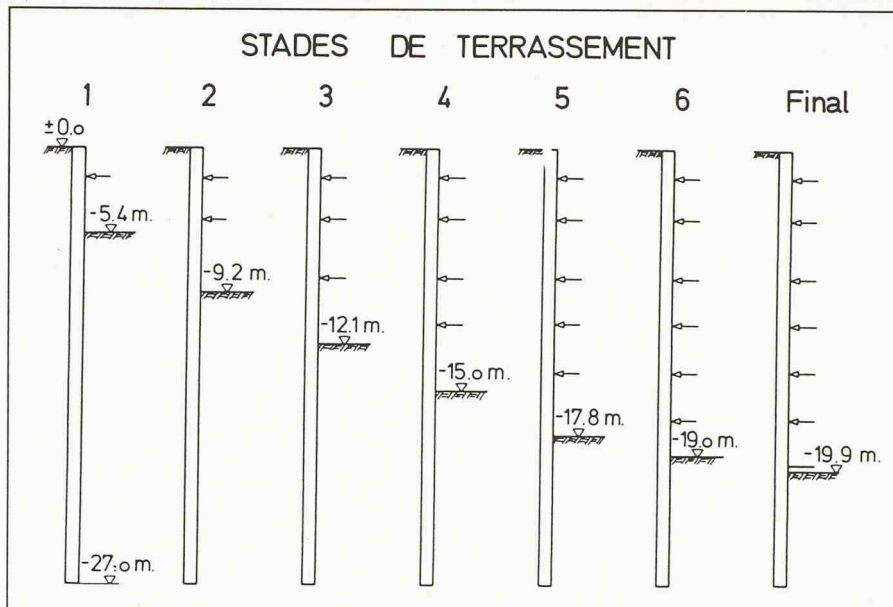 STADES DE TERRASSEMENT
1 2 3 4 5 6 Final
±0.0
-5.4 m.
-9.2 m.
-12.1 m.
-15.0 m.
-17.8 m.
-19.0 m.
-19.9 m
-27.0 m.